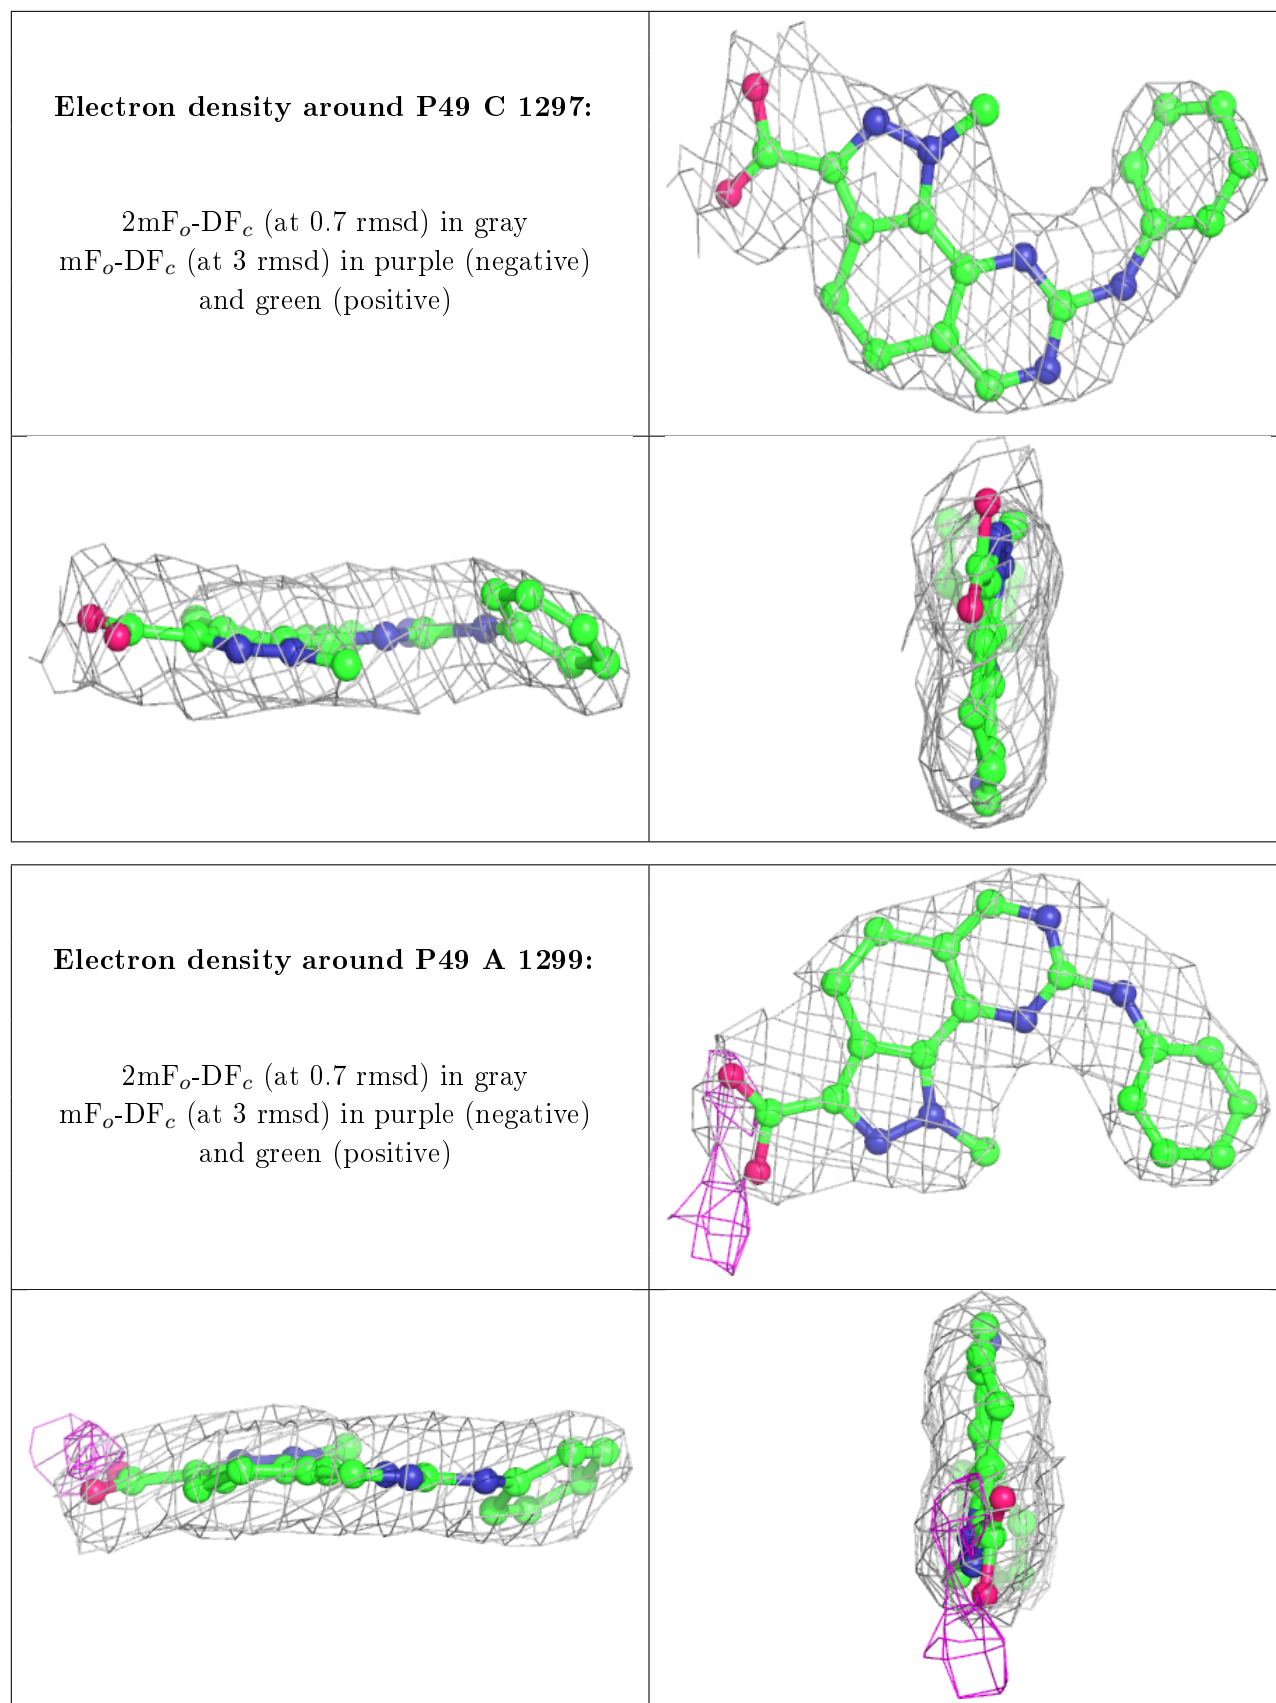 Electron density around P49 C 1297:
2mFₒ-DF𝒸 (at 0.7 rmsd) in gray
mFₒ-DF𝒸 (at 3 rmsd) in purple (negative)
and green (positive)
Electron density around P49 A 1299:
2mFₒ-DF𝒸 (at 0.7 rmsd) in gray
mFₒ-DF𝒸 (at 3 rmsd) in purple (negative)
and green (positive)